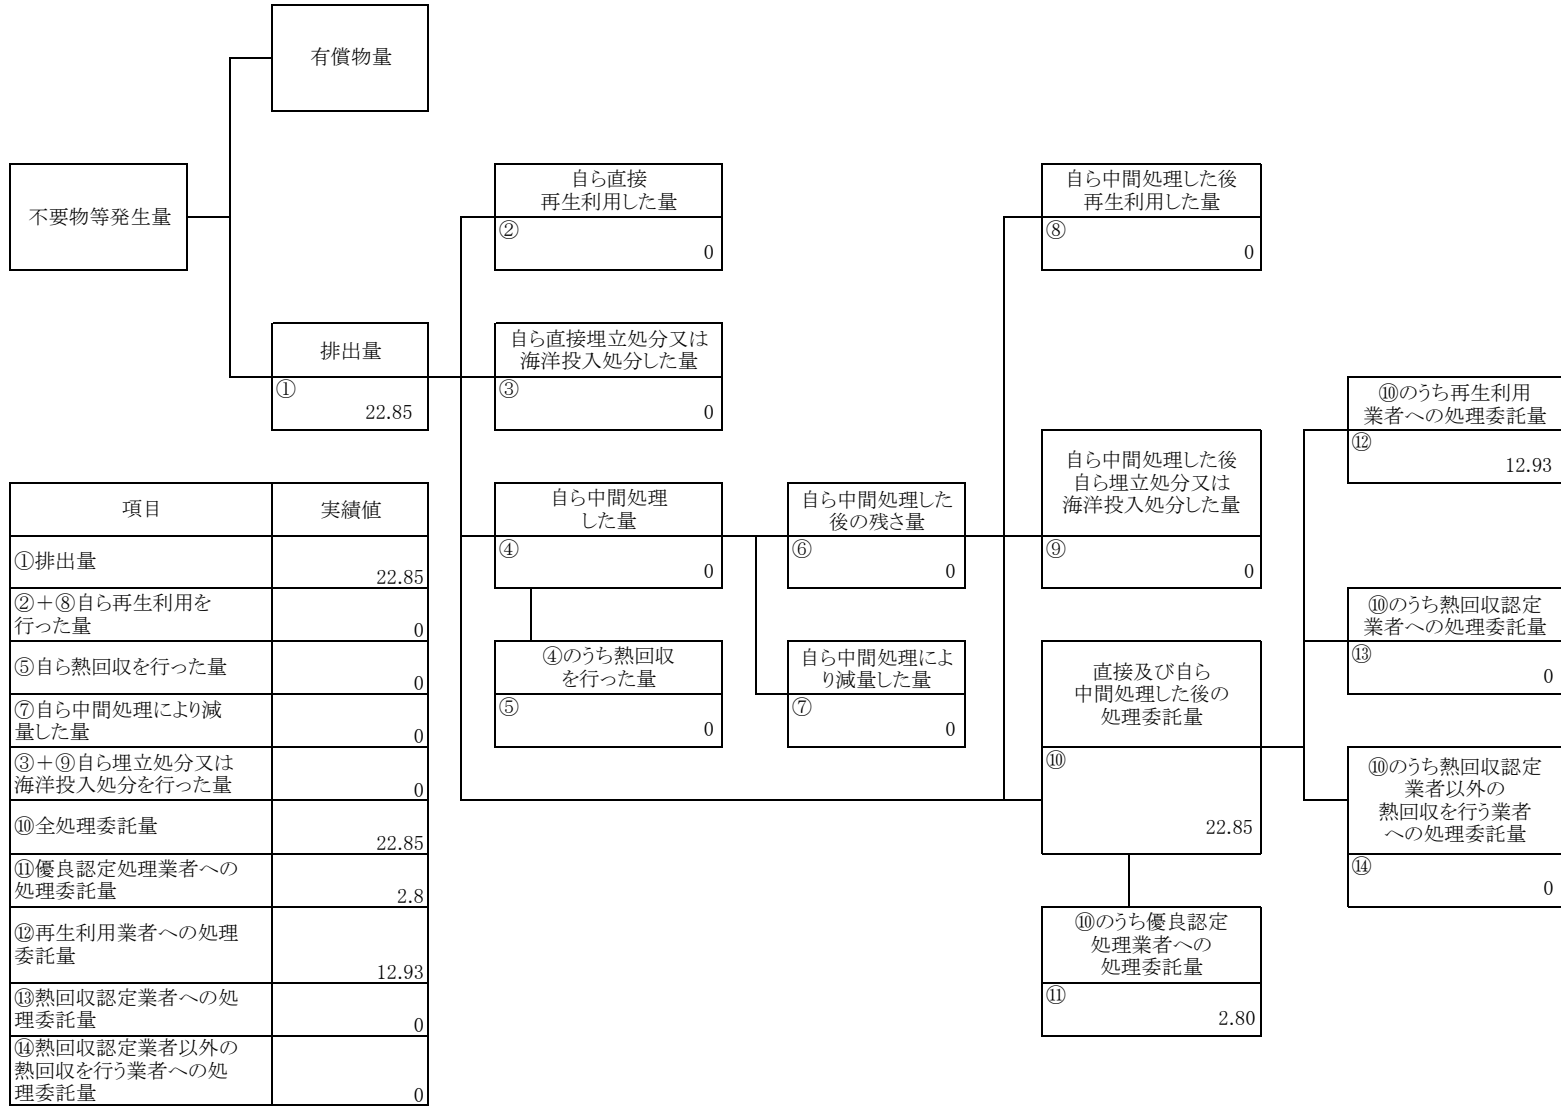 有償物量
不要物等発生量
排出量
①
22.85
自ら直接
再生利用した量
②
0
自ら直接埋立処分又は
海洋投入処分した量
③
0
自ら中間処理
した量
④
0
④のうち熱回収
を行った量
⑤
0
自ら中間処理した
後の残さ量
⑥
0
自ら中間処理によ
り減量した量
⑦
0
自ら中間処理した後
再生利用した量
⑧
0
自ら中間処理した後
自ら埋立処分又は
海洋投入処分した量
⑨
0
直接及び自ら
中間処理した後の
処理委託量
⑩
22.85
⑩のうち優良認定
処理業者への
処理委託量
⑪
2.80
⑩のうち再生利用
業者への処理委託量
⑫
12.93
⑩のうち熱回収認定
業者への処理委託量
⑬
0
⑩のうち熱回収認定
業者以外の
熱回収を行う業者
への処理委託量
⑭
0
項目 実績値
①排出量
22.85
②＋⑧自ら再生利用を
行った量
0
⑤自ら熱回収を行った量
0
⑦自ら中間処理により減
量した量
0
③＋⑨自ら埋立処分又は
海洋投入処分を行った量
0
⑩全処理委託量
22.85
⑪優良認定処理業者への
処理委託量
2.8
⑫再生利用業者への処理
委託量
12.93
⑬熱回収認定業者への処
理委託量
0
⑭熱回収認定業者以外の
熱回収を行う業者への処
理委託量
0